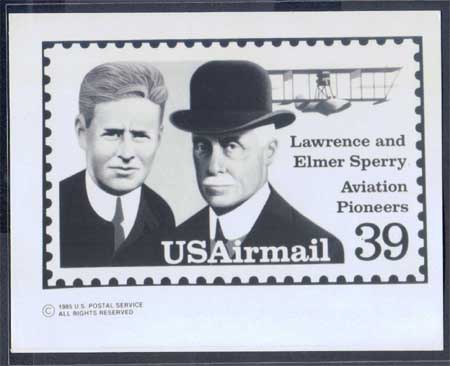 Lawrence and
Elmer Sperry
Aviation
Pioneers
USAirmail 39
© 1985 U.S. POSTAL SERVICE
ALL RIGHTS RESERVED